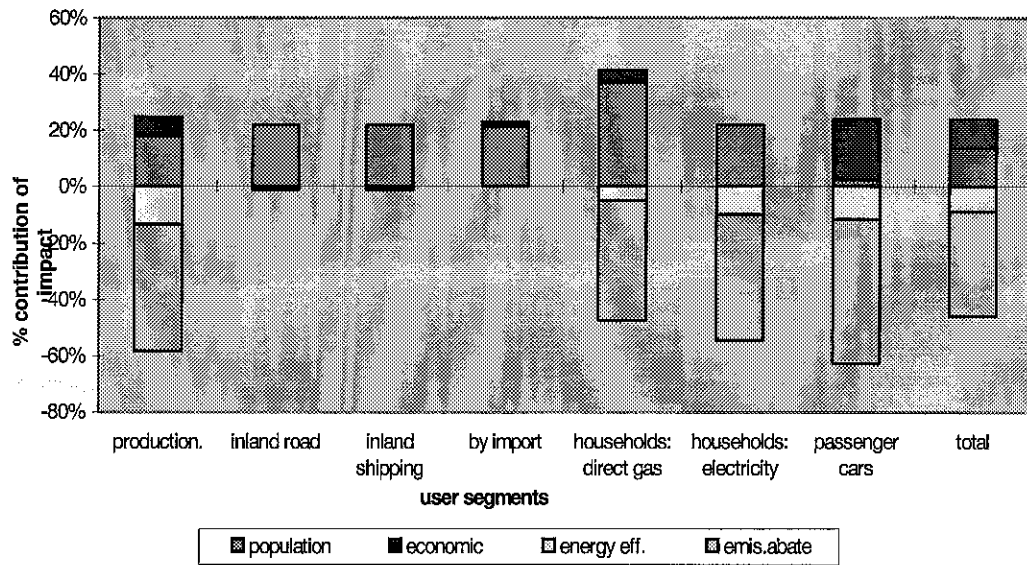 60%
40%
20%
0%
-20%
-40%
-60%
-80%
% contribution of
impact
production. inland road inland shipping by import households: direct gas households: electricity passenger cars total
user segments
population economic energy eff. emis.abate